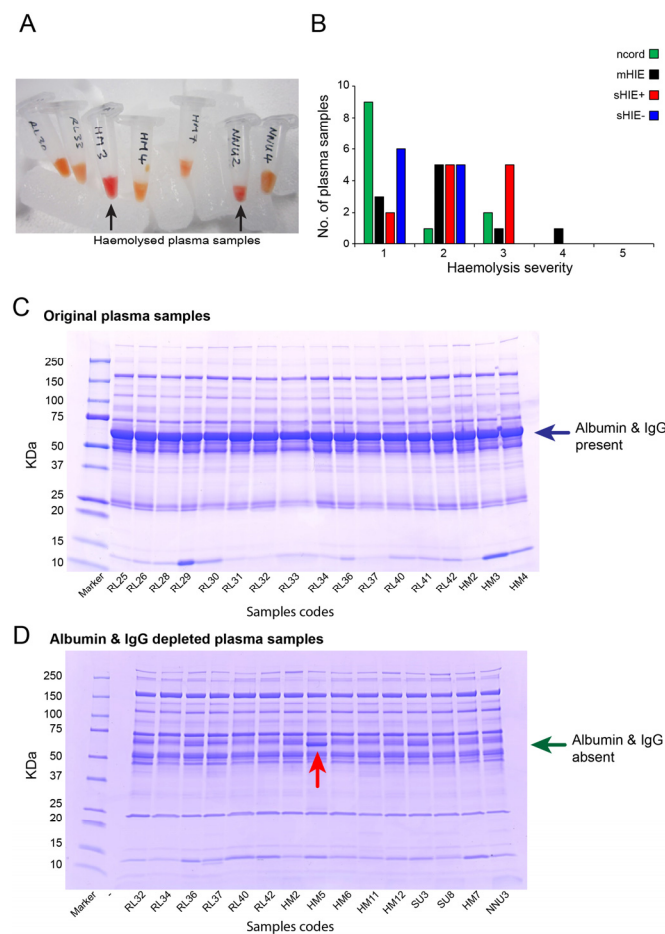 A
RL30
RL33
HM3
HM4
HM7
NNU2
NNU4
Haemolysed plasma samples
B
ncord
mHIE
sHIE+
sHIE-
No. of plasma samples
10
8
6
4
2
0
1 2 3 4 5
Haemolysis severity
C Original plasma samples
KDa
250
150
100
75
50
37
25
20
15
10
Albumin & IgG
present
Marker RL25 RL26 RL28 RL29 RL30 RL31 RL32 RL33 RL34 RL36 RL37 RL40 RL41 RL42 HM2 HM3 HM4
Samples codes
D Albumin & IgG depleted plasma samples
KDa
250
150
100
75
50
37
25
20
15
10
Albumin & IgG
absent
Marker - RL32 RL34 RL36 RL37 RL40 RL42 HM2 HM5 HM6 HM11 HM12 SU3 SU8 HM7 NNU3
Samples codes